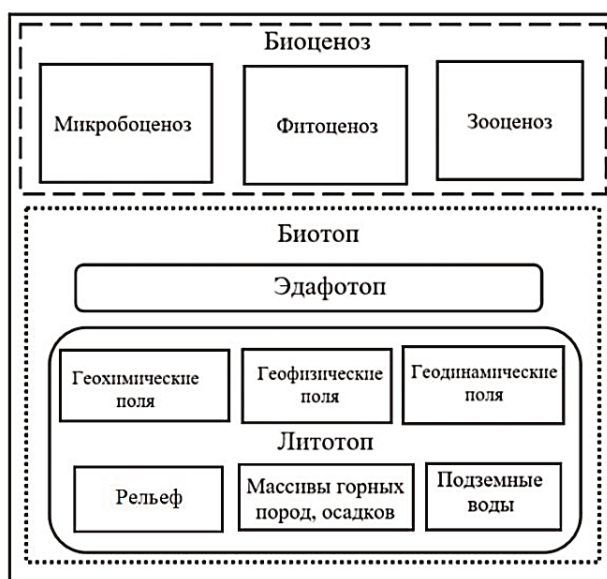 Биоценоз
Микробоценоз
Фитоценоз
Зооценоз
Биотоп
Эдафотоп
Геохимические
поля
Геофизические
поля
Геодинамические
поля
Литотоп
Рельеф
Массивы горных
пород, осадков
Подземные
воды